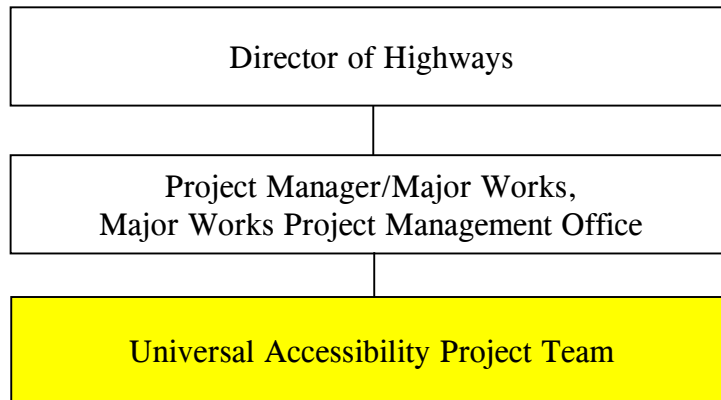 Director of Highways
Project Manager/Major Works,
Major Works Project Management Office
Universal Accessibility Project Team